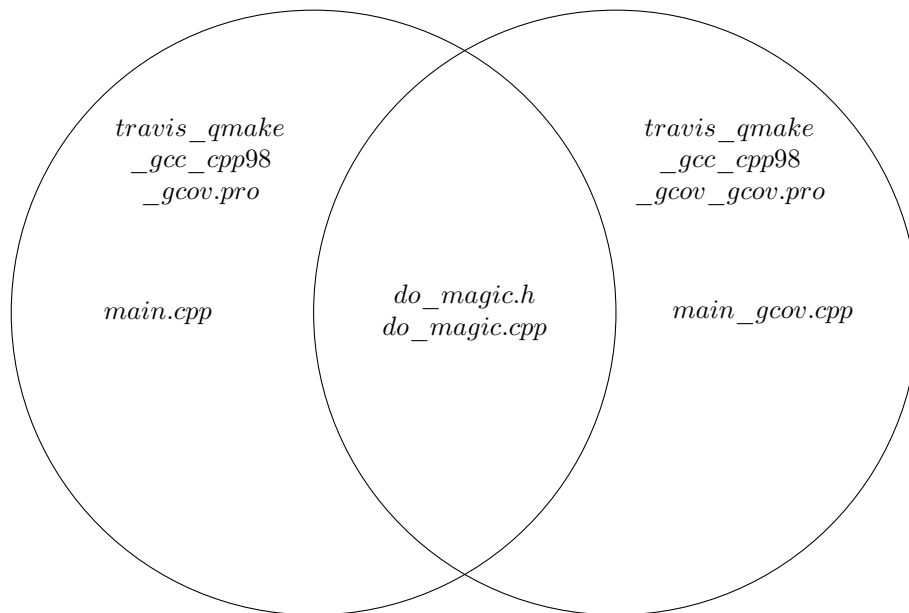 travis_qmake
_gcc_cpp98
_gcov.pro
travis_qmake
_gcc_cpp98
_gcov_gcov.pro
main.cpp
do_magic.h
do_magic.cpp
main_gcov.cpp